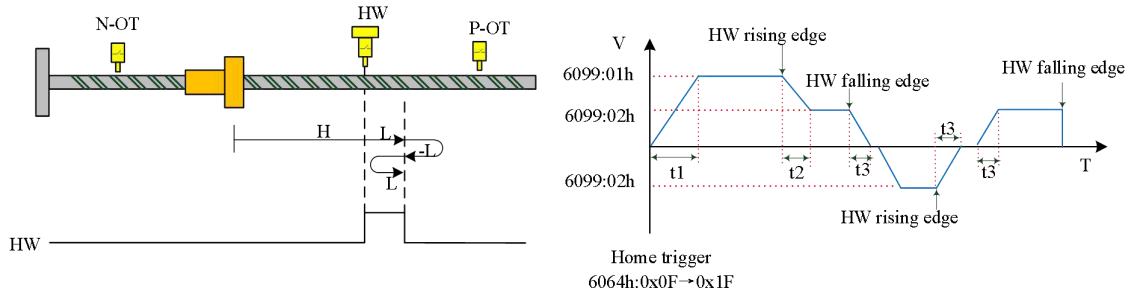 N-OT
HW
P-OT
H
L
-L
L
HW
V
HW rising edge
6099:01h
HW falling edge
HW falling edge
6099:02h
t3
T
t1
t2
t3
t3
6099:02h
HW rising edge
Home trigger
6064h:0x0F→0x1F